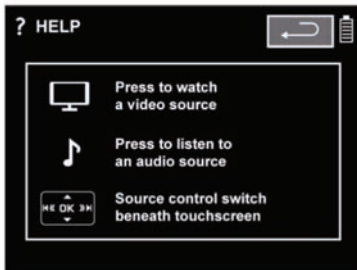 ? HELP
Press to watch
a video source
Press to listen to
an audio source
OK
Source control switch
beneath touchscreen